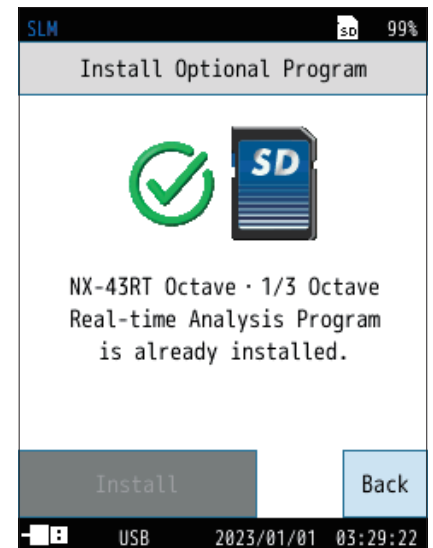 SLM SD 99%
Install Optional Program
SD
NX-43RT Octave・1/3 Octave
Real-time Analysis Program
is already installed.
Install Back
USB 2023/01/01 03:29:22